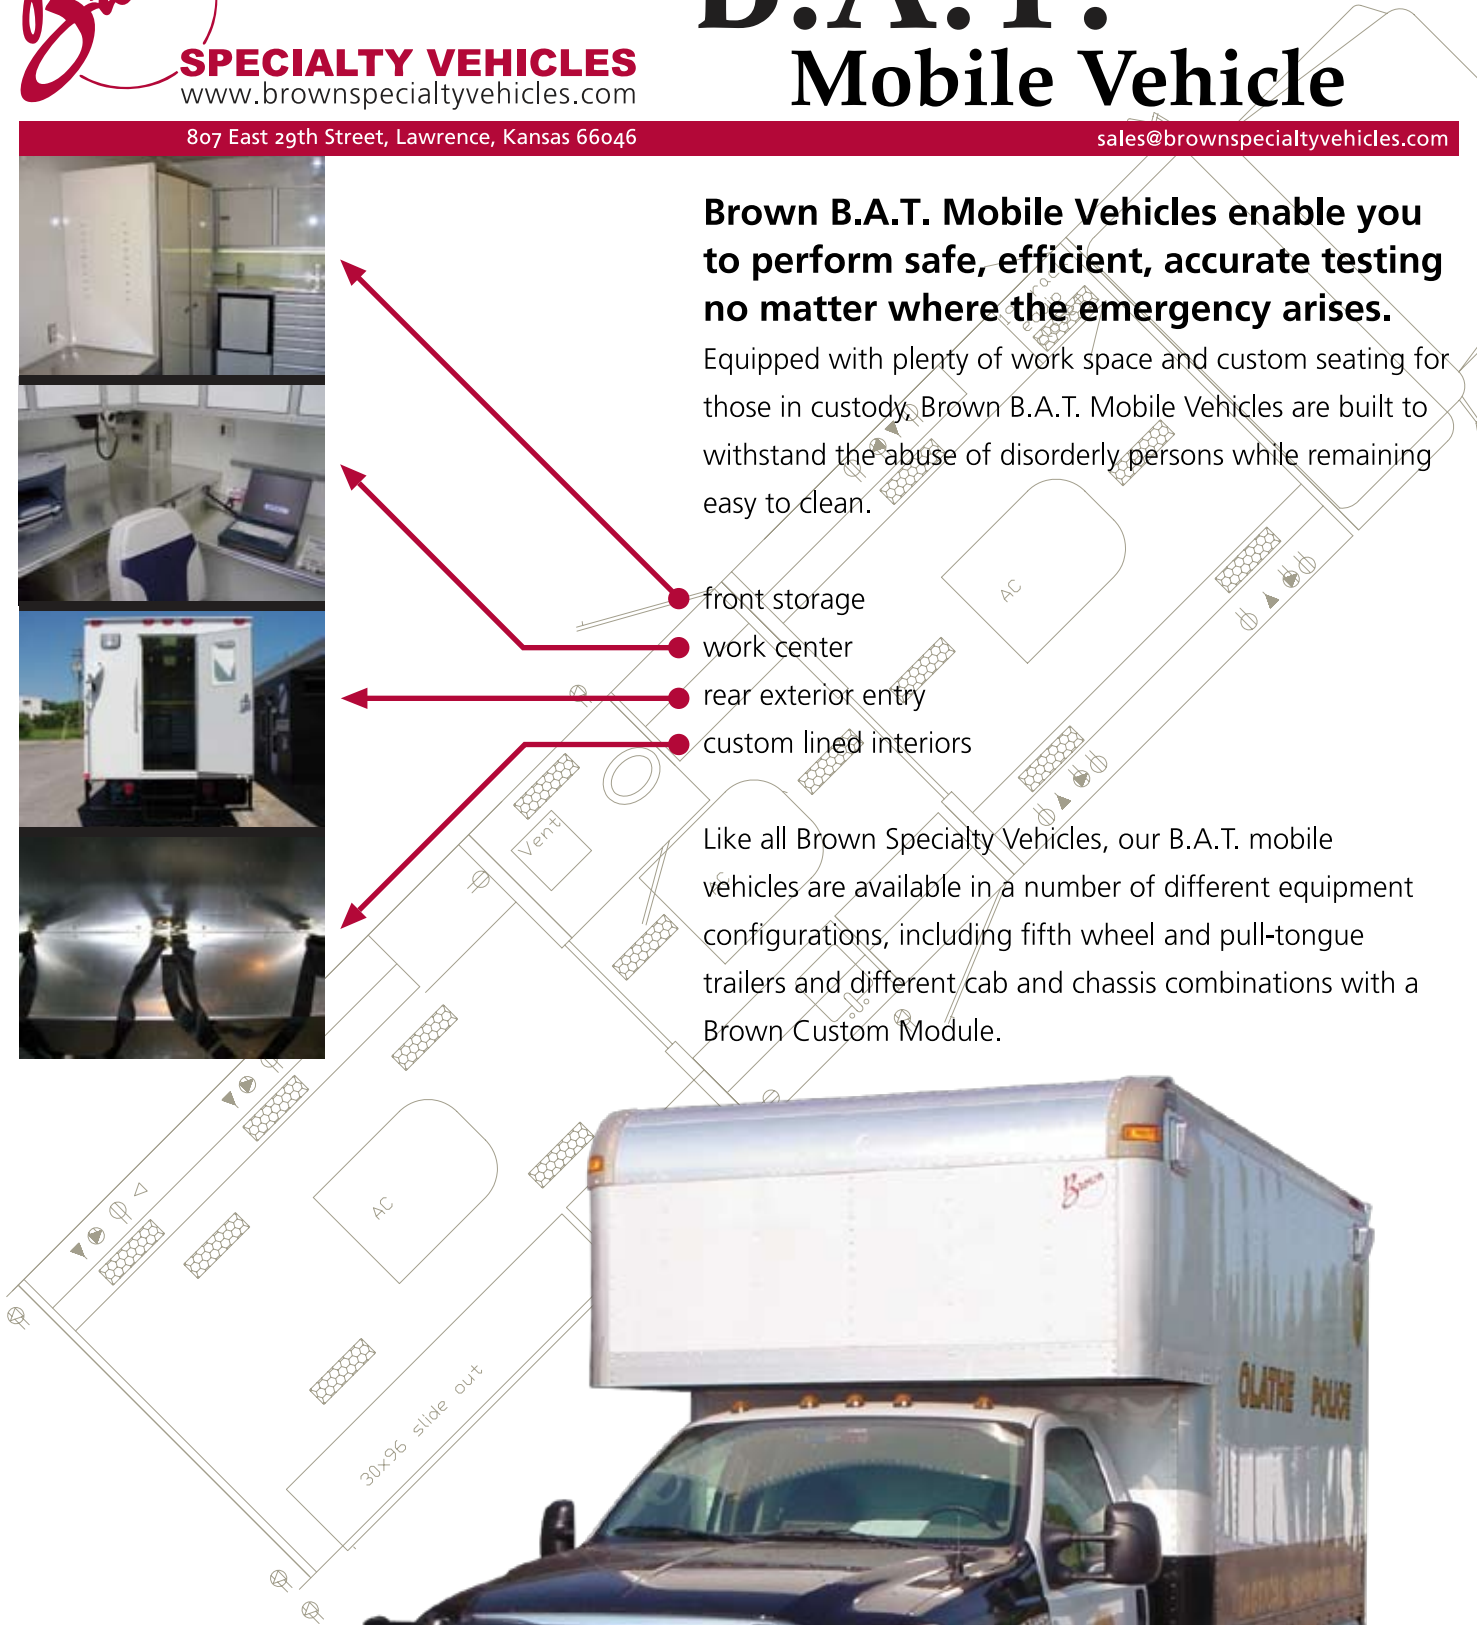 B.A.T.
SPECIALTY VEHICLES
Mobile Vehicle
www.brownspecialtyvehicles.com
807 East 29th Street, Lawrence, Kansas 66046
sales@brownspecialtyvehicles.com
Brown B.A.T. Mobile Vehicles enable you
to perform safe, efficient, accurate testing
no matter where the emergency arises.
Equipped with plenty of work space and custom seating for
those in custody, Brown B.A.T. Mobile Vehicles are built to
withstand the abuse of disorderly persons while remaining
easy to clean.
AC
front storage
work center
rear exterior entry
custom lined interiors
Vent
Like all Brown Specialty Vehicles, our B.A.T. mobile
vehicles are available in a number of different equipment
configurations, including fifth wheel and pull-tongue
trailers and different cab and chassis combinations with a
Brown Custom Module.
Brown
AC
30x96 slide out
OLATHE POLICE